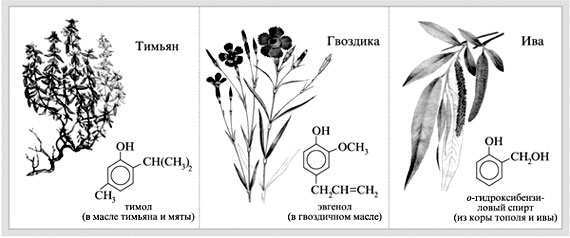 Тимьян
OH
CH(CH₃)₂
CH₃
тимол
(в масле тимьяна и мяты)
Гвоздика
OH
OCH₃
CH₂CH=CH₂
эвгенол
(в гвоздичном масле)
Ива
OH
CH₂OH
о-гидроксибензи-
ловый спирт
(из коры тополя и ивы)